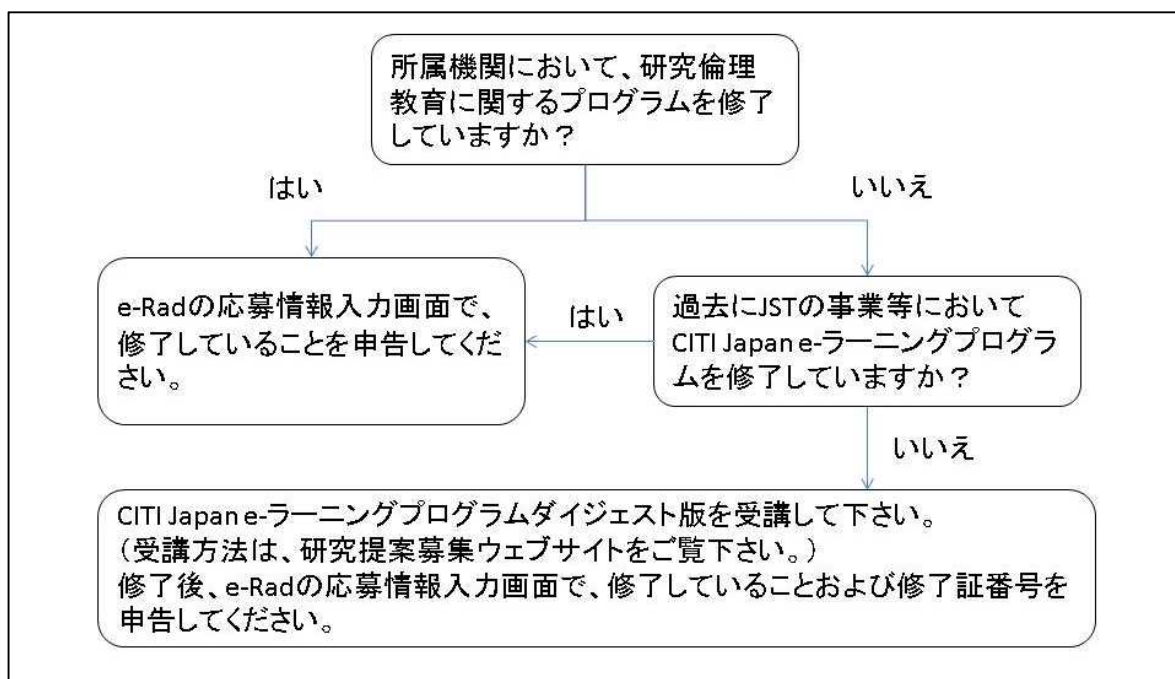 所属機関において、研究倫理
教育に関するプログラムを修了
していますか？
はい
いいえ
e-Radの応募情報入力画面で、
修了していることを申告してくだ
さい。
はい
過去にJSTの事業等において
CITI Japan e-ラーニングプログラ
ムを修了していますか？
いいえ
CITI Japan e-ラーニングプログラムダイジェスト版を受講して下さい。
（受講方法は、研究提案募集ウェブサイトをご覧下さい。）
修了後、e-Radの応募情報入力画面で、修了していることおよび修了証番号を
申告してください。